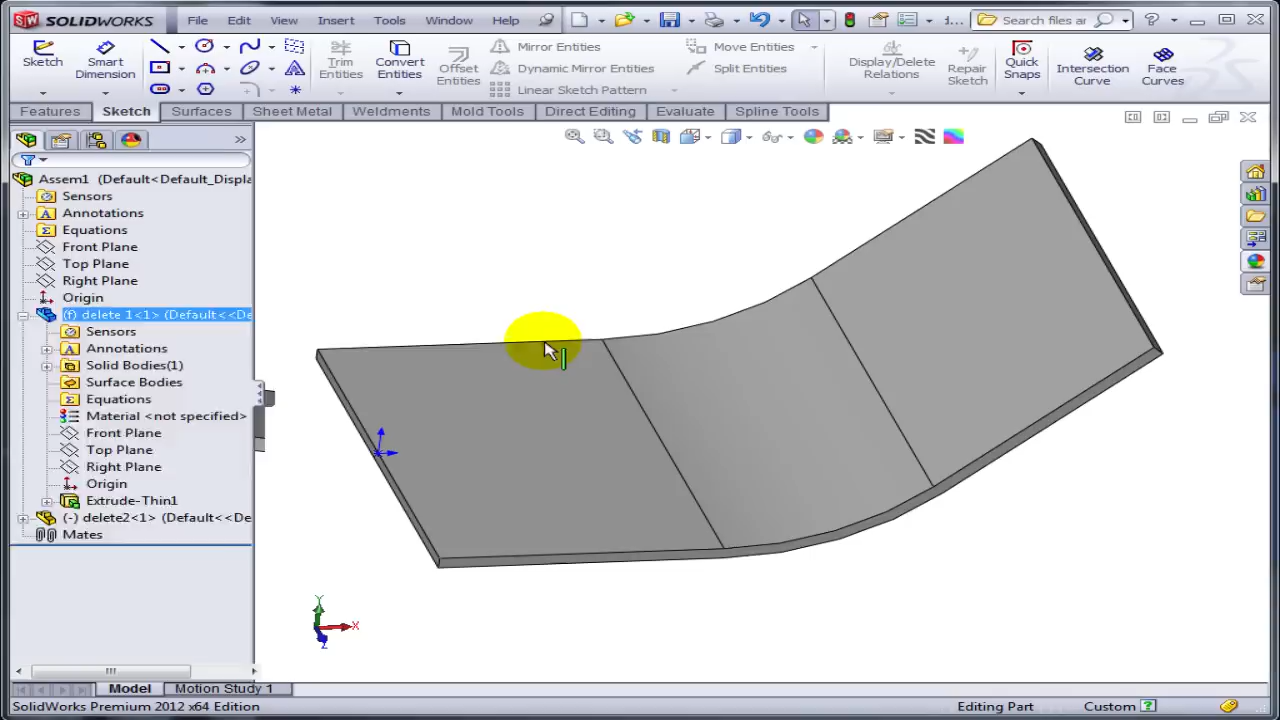 SOLIDWORKS File Edit View Insert Tools Window Help j... Search files ar
Sketch Smart Dimension Trim Entities Convert Entities Offset Entities Mirror Entities Dynamic Mirror Entities Linear Sketch Pattern Move Entities Split Entities Display/Delete Relations Repair Sketch Quick Snaps Intersection Curve Face Curves
Features Sketch Surfaces Sheet Metal Weldments Mold Tools Direct Editing Evaluate Spline Tools
Assem1 (Default<Default_Displa
Sensors
Annotations
Equations
Front Plane
Top Plane
Right Plane
Origin
(f) delete 1<1> (Default<<De
Sensors
Annotations
Solid Bodies(1)
Surface Bodies
Equations
Material <not specified>
Front Plane
Top Plane
Right Plane
Origin
Extrude-Thin1
(-) delete2<1> (Default<<De
Mates
Y
X
Z
Model Motion Study 1
SolidWorks Premium 2012 x64 Edition Editing Part Custom